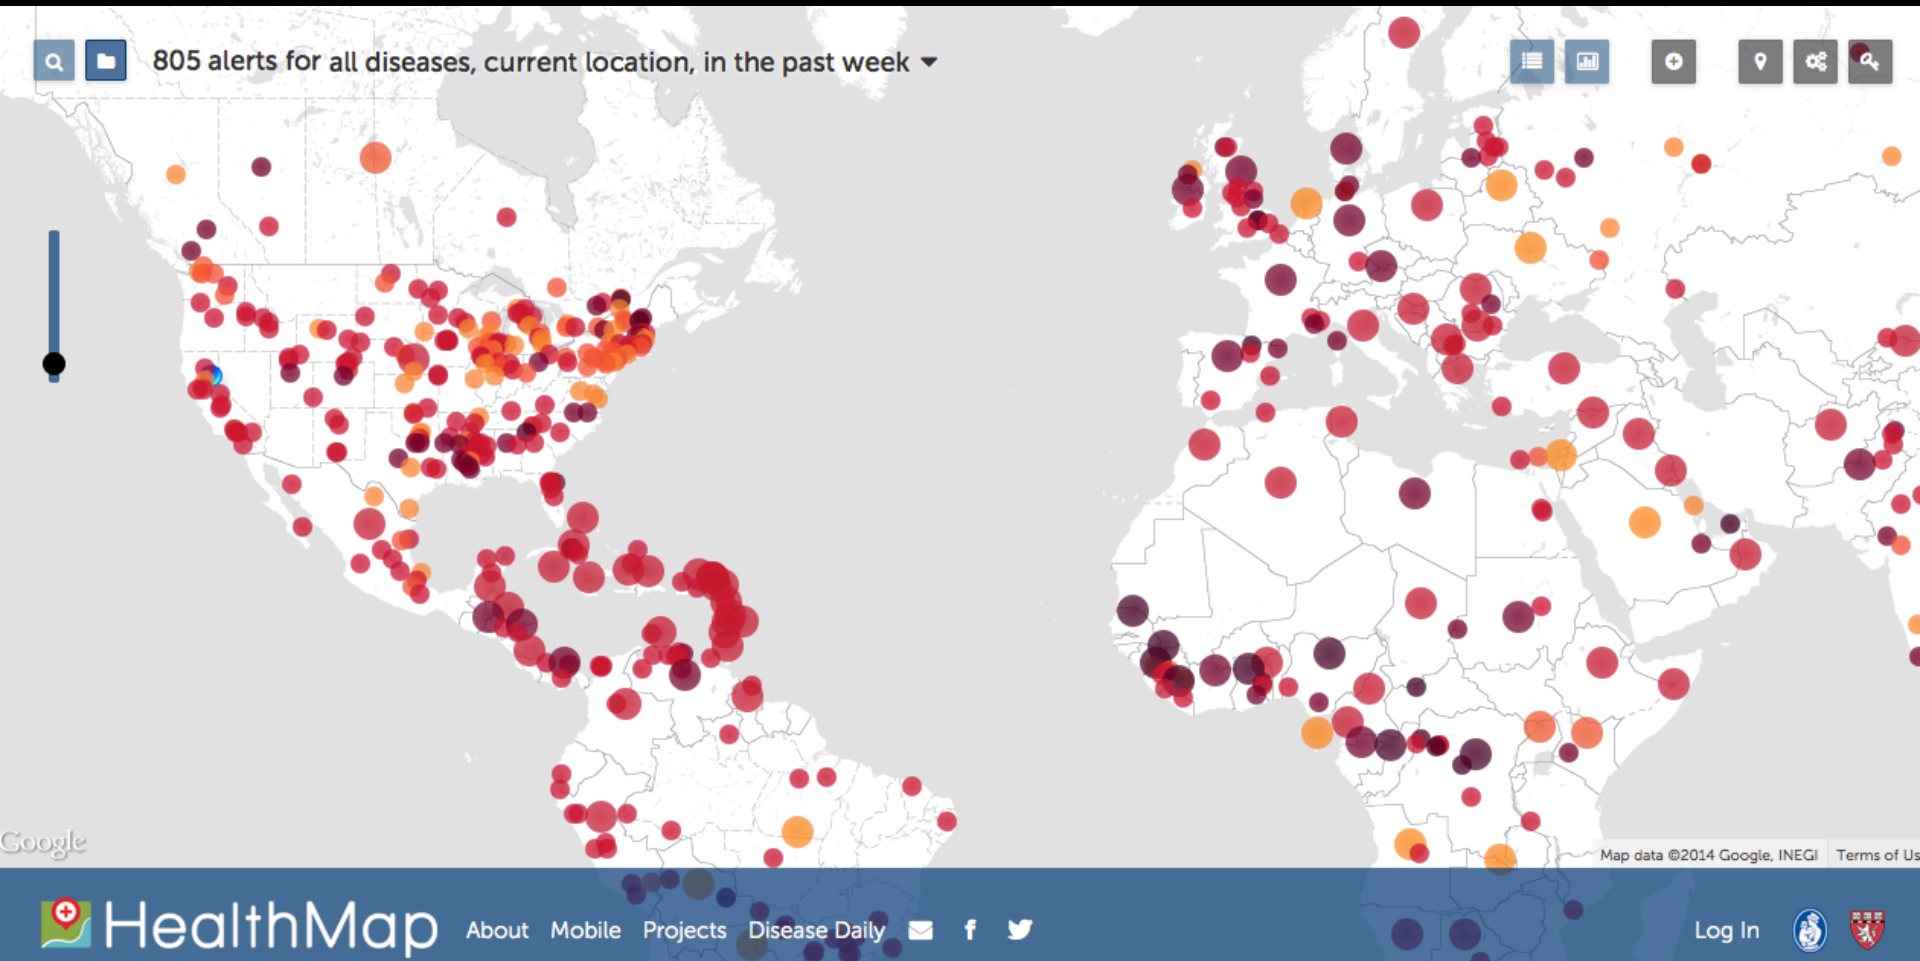 805 alerts for all diseases, current location, in the past week
Google
Map data ©2014 Google, INEGI
Terms of Us
HealthMap
About
Mobile
Projects
Disease Daily
f
Log In